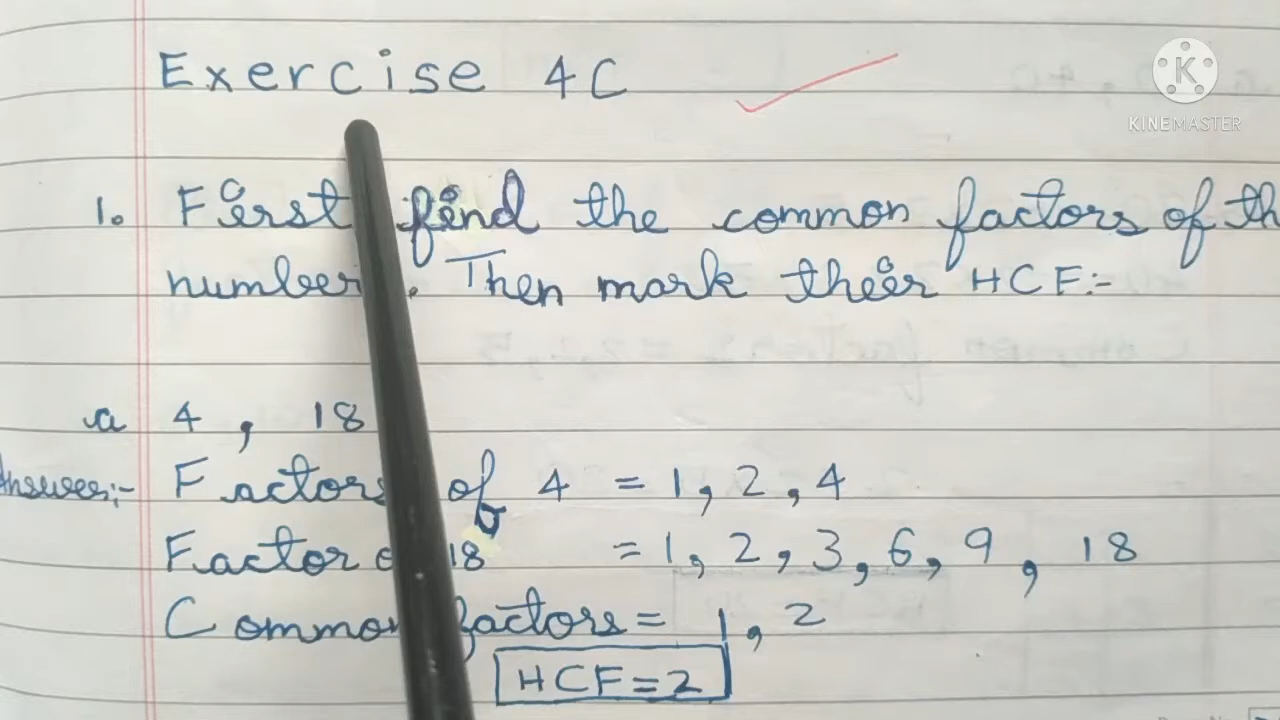 Exercise 4C
KINEMASTER
1. First find the common factors of th
number. Then mark their HCF:-
a 4, 18
Answer:- Factors of 4 = 1, 2, 4
Factor o 18 = 1, 2, 3, 6, 9, 18
Common factors = 1, 2
HCF = 2